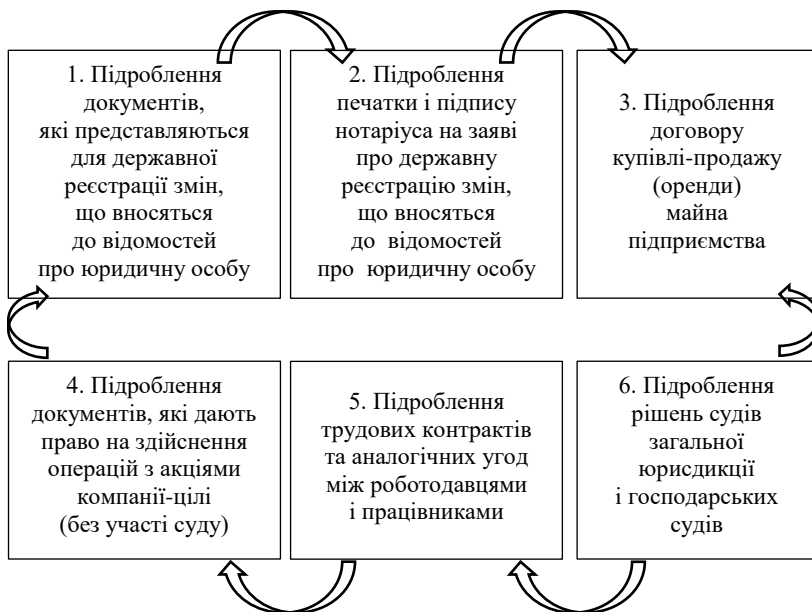 1. Підроблення
документів,
які представляються
для державної
реєстрації змін,
що вносяться
до відомостей
про юридичну особу
2. Підроблення
печатки і підпису
нотаріуса на заяві
про державну
реєстрацію змін,
що вносяться
до відомостей
про юридичну особу
3. Підроблення
договору
купівлі-продажу
(оренди)
майна
підприємства
4. Підроблення
документів, які дають
право на здійснення
операцій з акціями
компанії-цілі
(без участі суду)
5. Підроблення
трудових контрактів
та аналогічних угод
між роботодавцями
і працівниками
6. Підроблення
рішень судів
загальної
юрисдикції
і господарських
судів